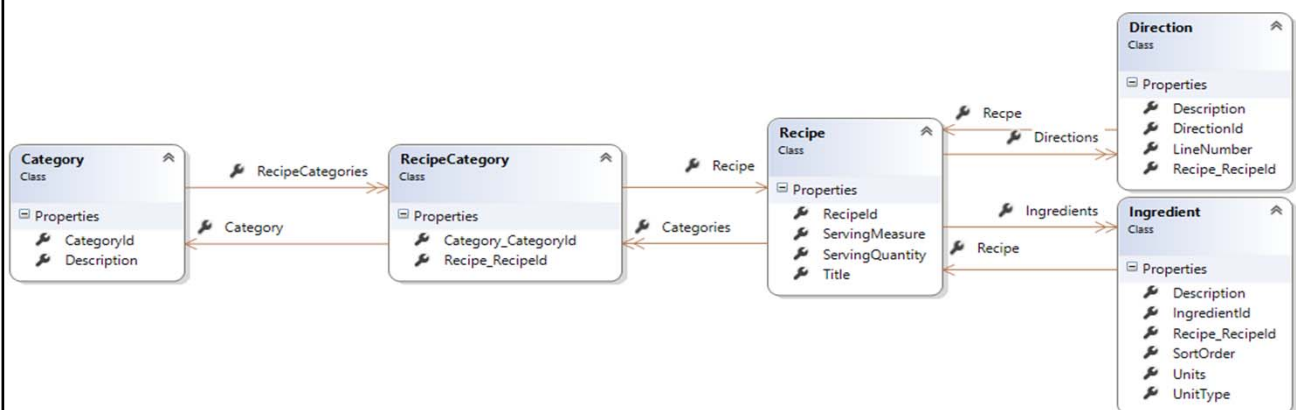 Category
Class
Properties
CategoryId
Description
RecipeCategories
Category
RecipeCategory
Class
Properties
Category_CategoryId
Recipe_RecipeId
Recipe
Categories
Recipe
Class
Properties
RecipeId
ServingMeasure
ServingQuantity
Title
Recpe
Directions
Ingredients
Recipe
Direction
Class
Properties
Description
DirectionId
LineNumber
Recipe_RecipeId
Ingredient
Class
Properties
Description
IngredientId
Recipe_RecipeId
SortOrder
Units
UnitType